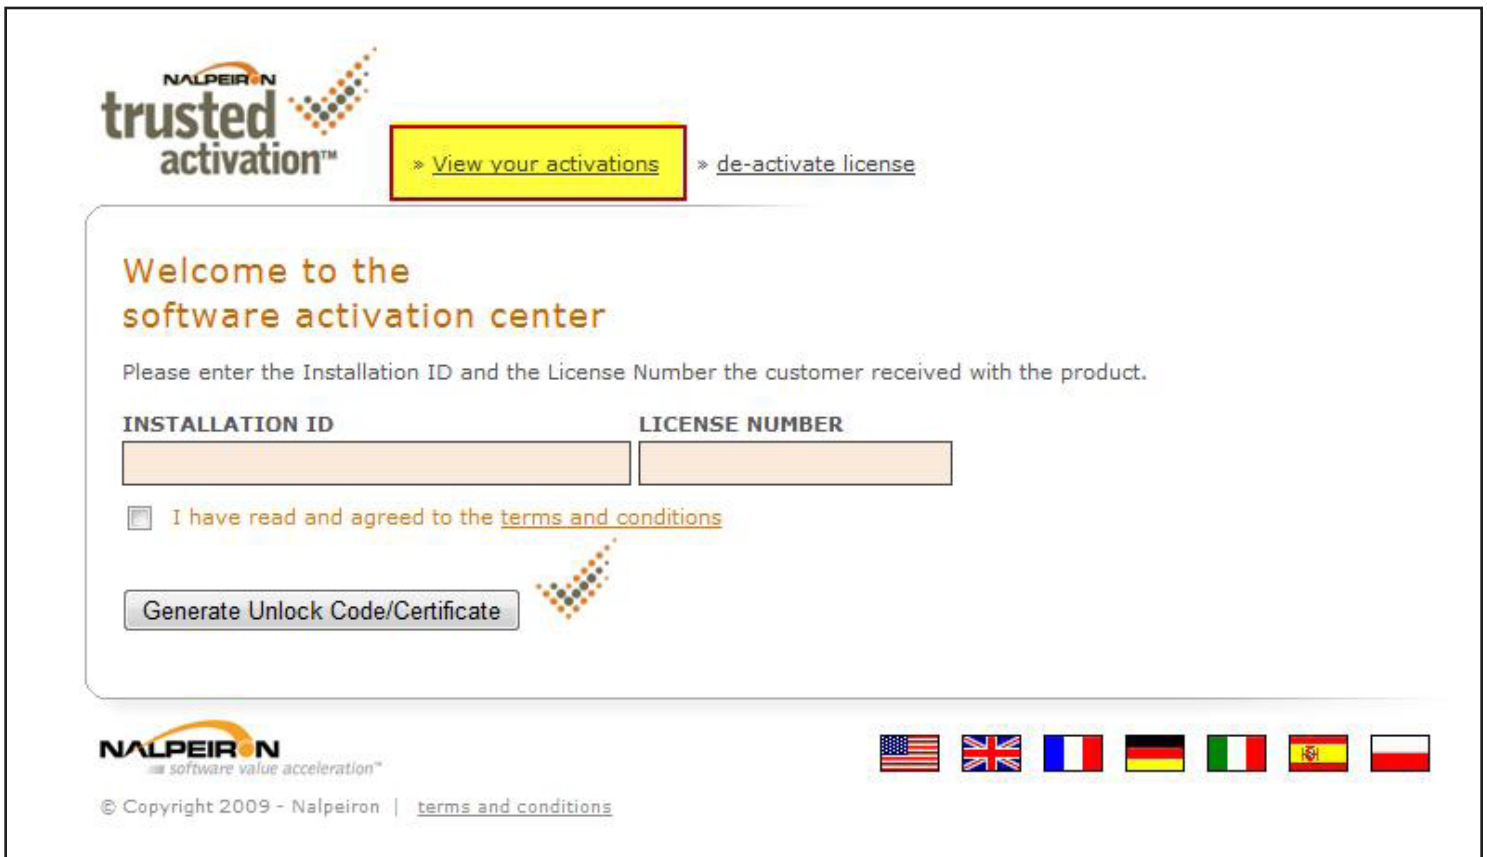 NALPEIRON
trusted
activation™
» View your activations » de-activate license
Welcome to the
software activation center
Please enter the Installation ID and the License Number the customer received with the product.
INSTALLATION ID LICENSE NUMBER
I have read and agreed to the terms and conditions
Generate Unlock Code/Certificate
NALPEIRON
software value acceleration™
© Copyright 2009 - Nalpeiron | terms and conditions